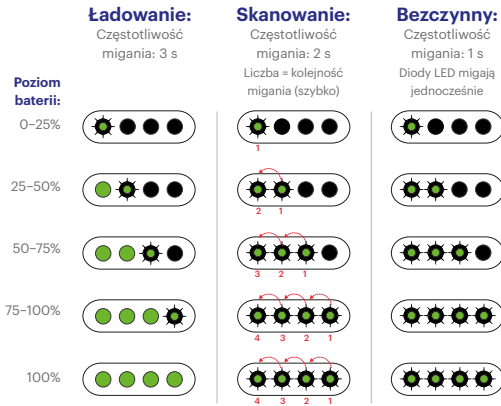 Ładowanie:
Częstotliwość
migania: 3 s
Skanowanie:
Częstotliwość
migania: 2 s
Liczba = kolejność
migania (szybko)
Bezczynny:
Częstotliwość
migania: 1 s
Diody LED migają
jednocześnie
Poziom
baterii:
0–25%
1
25–50%
2 1
50–75%
3 2 1
75–100%
4 3 2 1
100%
4 3 2 1